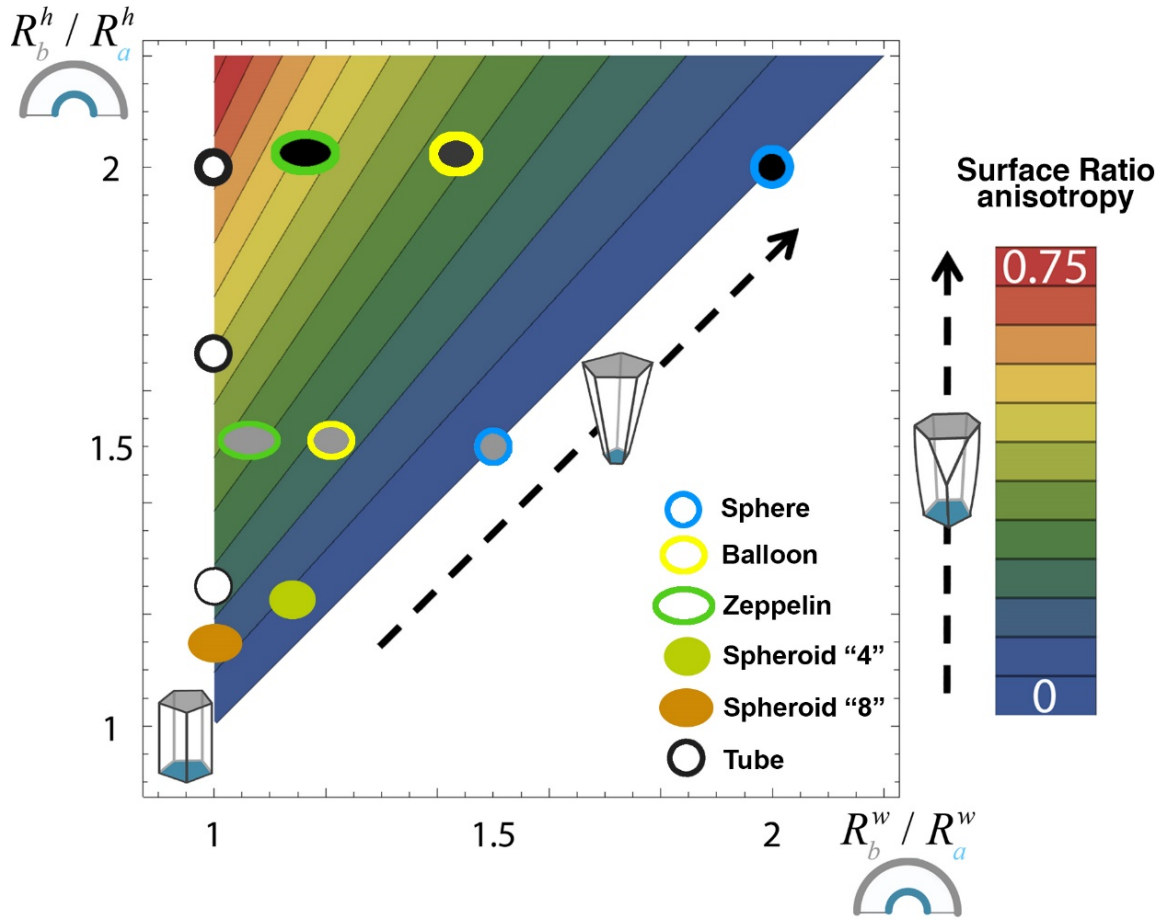 R_b^h / R_a^h
2
1.5
1
1
1.5
2
R_b^w / R_a^w
Sphere
Balloon
Zeppelin
Spheroid “4”
Spheroid “8”
Tube
Surface Ratio
anisotropy
0.75
0